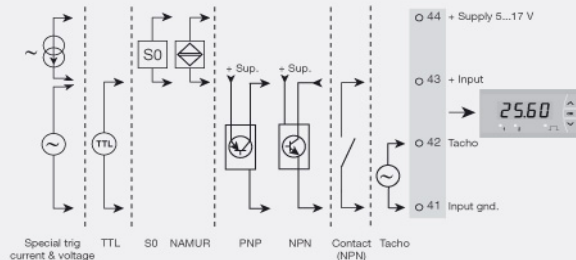 44 + Supply 5...17 V
S0
+ Sup. + Sup.
43 + Input
25.60
TTL
42 Tacho
41 Input gnd.
Special trig current & voltage
TTL
S0
NAMUR
PNP
NPN
Contact (NPN)
Tacho